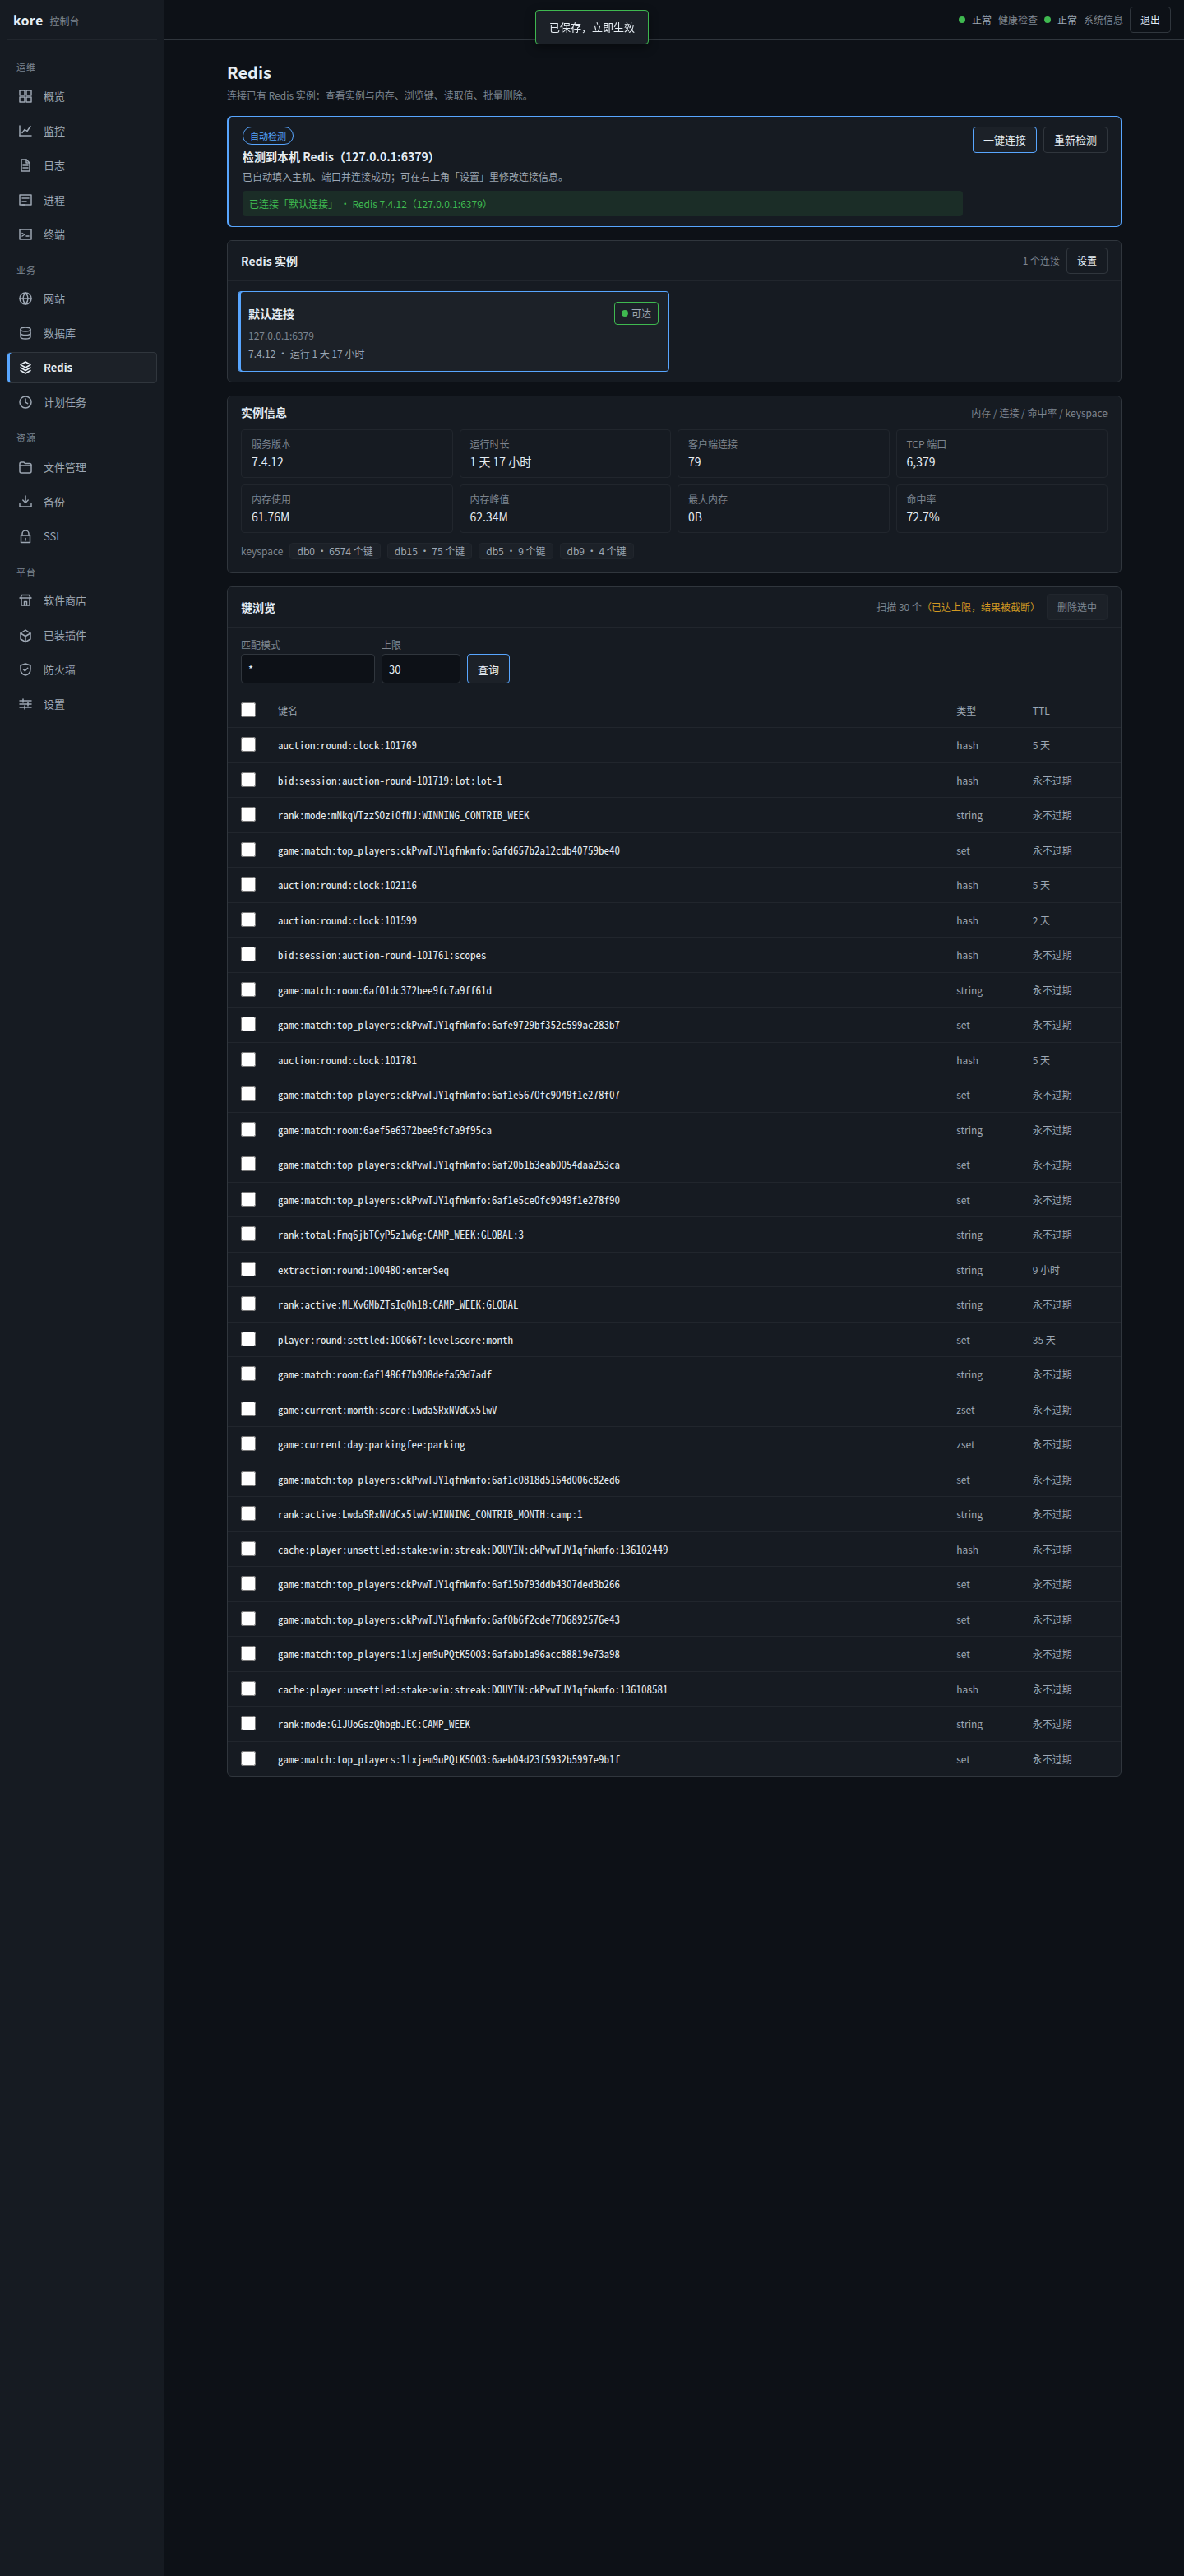 kore 控制台
已保存，立即生效
正常 健康检查 正常 系统信息 退出
运维
概览
监控
日志
进程
终端
业务
网站
数据库
Redis
计划任务
资源
文件管理
备份
SSL
平台
软件商店
已装插件
防火墙
设置
Redis
连接已有 Redis 实例：查看实例与内存、浏览键、读取值、批量删除。
自动检测
一键连接 重新检测
检测到本机 Redis（127.0.0.1:6379）
已自动填入主机、端口并连接成功；可在右上角「设置」里修改连接信息。
已连接「默认连接」 · Redis 7.4.12（127.0.0.1:6379）
Redis 实例 1 个连接 设置
默认连接 可达
127.0.0.1:6379
7.4.12 · 运行 1 天 17 小时
实例信息 内存 / 连接 / 命中率 / keyspace
服务版本 运行时长 客户端连接 TCP 端口
7.4.12 1 天 17 小时 79 6,379
内存使用 内存峰值 最大内存 命中率
61.76M 62.34M 0B 72.7%
keyspace db0 · 6574 个键 db15 · 75 个键 db5 · 9 个键 db9 · 4 个键
键浏览 扫描 30 个（已达上限，结果被截断） 删除选中
匹配模式 上限
* 30 查询
键名 类型 TTL
auction:round:clock:101769 hash 5 天
bid:session:auction-round-101719:lot:lot-1 hash 永不过期
rank:mode:mNkqVTzzSOziOfNJ:WINNING_CONTRIB_WEEK string 永不过期
game:match:top_players:ckPvwTJY1qfnkmfo:6afd657b2a12cdb40759be40 set 永不过期
auction:round:clock:102116 hash 5 天
auction:round:clock:101599 hash 2 天
bid:session:auction-round-101761:scopes hash 永不过期
game:match:room:6af01dc372bee9fc7a9ff61d string 永不过期
game:match:top_players:ckPvwTJY1qfnkmfo:6afe9729bf352c599ac283b7 set 永不过期
auction:round:clock:101781 hash 5 天
game:match:top_players:ckPvwTJY1qfnkmfo:6af1e5670fc9049f1e278f07 set 永不过期
game:match:room:6aef5e6372bee9fc7a9f95ca string 永不过期
game:match:top_players:ckPvwTJY1qfnkmfo:6af20b1b3eab0054daa253ca set 永不过期
game:match:top_players:ckPvwTJY1qfnkmfo:6af1e5ce0fc9049f1e278f90 set 永不过期
rank:total:Fmq6jbTCyP5z1w6g:CAMP_WEEK:GLOBAL:3 string 永不过期
extraction:round:100480:enterSeq string 9 小时
rank:active:MLXv6MbZTsIq0h18:CAMP_WEEK:GLOBAL string 永不过期
player:round:settled:100667:levelscore:month set 35 天
game:match:room:6af1486f7b908defa59d7adf string 永不过期
game:current:month:score:LwdaSRxNVdCx5lwV zset 永不过期
game:current:day:parkingfee:parking zset 永不过期
game:match:top_players:ckPvwTJY1qfnkmfo:6af1c0818d5164d006c82ed6 set 永不过期
rank:active:LwdaSRxNVdCx5lwV:WINNING_CONTRIB_MONTH:camp:1 string 永不过期
cache:player:unsettled:stake:win:streak:DOUYIN:ckPvwTJY1qfnkmfo:136102449 hash 永不过期
game:match:top_players:ckPvwTJY1qfnkmfo:6af15b793ddb4307ded3b266 set 永不过期
game:match:top_players:ckPvwTJY1qfnkmfo:6af0b6f2cde7706892576e43 set 永不过期
game:match:top_players:1lxjem9uPQtK50O3:6afabb1a96acc88819e73a98 set 永不过期
cache:player:unsettled:stake:win:streak:DOUYIN:ckPvwTJY1qfnkmfo:136108581 hash 永不过期
rank:mode:G1JUoGszQhbgbJEC:CAMP_WEEK string 永不过期
game:match:top_players:1lxjem9uPQtK50O3:6aeb04d23f5932b5997e9b1f set 永不过期